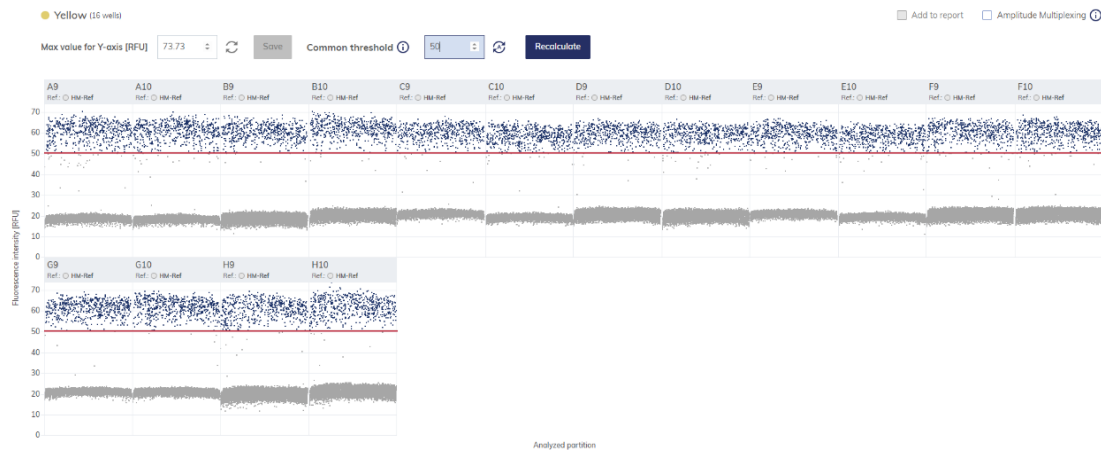 Yellow (16 wells)
Add to report
Amplitude Multiplexing
Max value for Y-axis [RFU] 73.73 Save Common threshold 50 Recalculate
A9 A10 B9 B10 C9 C10 D9 D10 E9 E10 F9 F10
Ref.: HM-Ref Ref.: HM-Ref Ref.: HM-Ref Ref.: HM-Ref Ref.: HM-Ref Ref.: HM-Ref Ref.: HM-Ref Ref.: HM-Ref Ref.: HM-Ref Ref.: HM-Ref Ref.: HM-Ref Ref.: HM-Ref
70
60
50
40
30
20
10
0
Fluorescence intensity [RFU]
G9 G10 H9 H10
Ref.: HM-Ref Ref.: HM-Ref Ref.: HM-Ref Ref.: HM-Ref
70
60
50
40
30
20
10
0
Analyzed partition